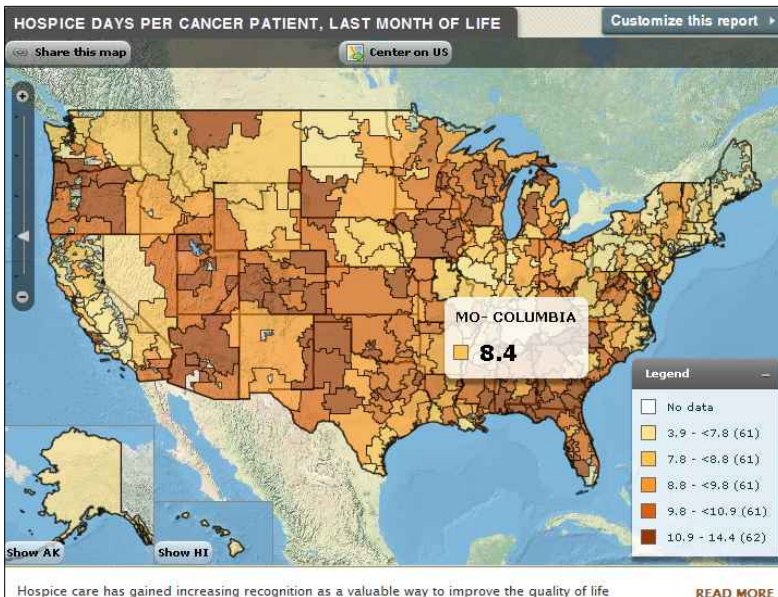 HOSPICE DAYS PER CANCER PATIENT, LAST MONTH OF LIFE
Customize this report
Share this map
Center on US
MO- COLUMBIA
8.4
Legend
No data
3.9 - <7.8 (61)
7.8 - <8.8 (61)
8.8 - <9.8 (61)
9.8 - <10.9 (61)
10.9 - 14.4 (62)
Show AK
Show HI
Hospice care has gained increasing recognition as a valuable way to improve the quality of life
READ MORE